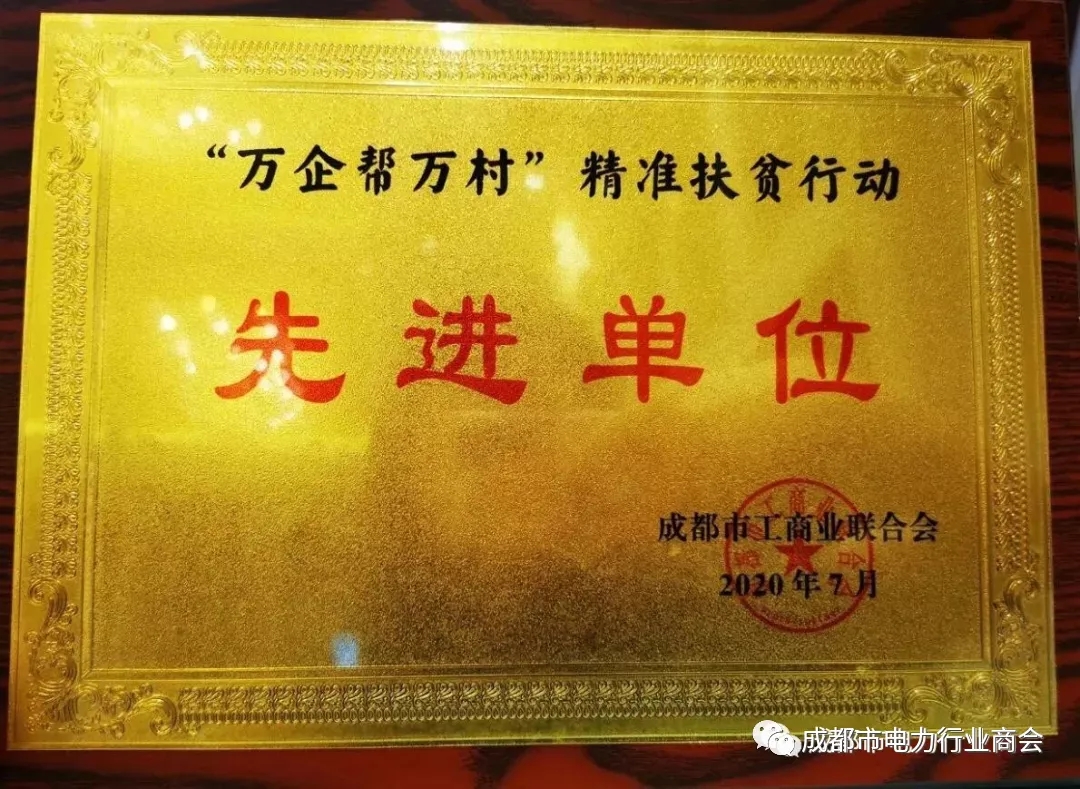 “万企帮万村”精准扶贫行动
先进单位
成都市工商业联合会
2020年7月
成都市电力行业商会